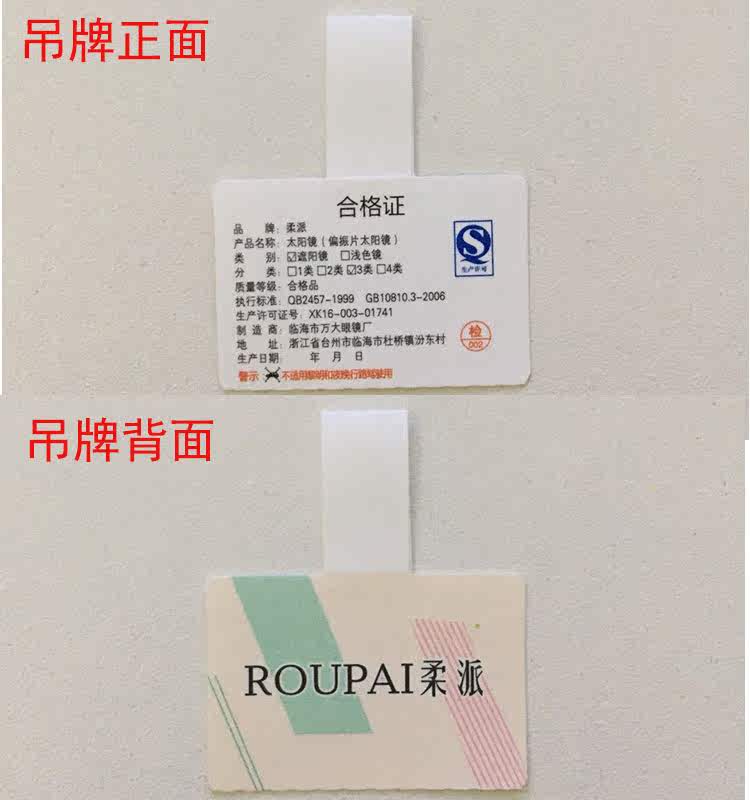 吊牌正面
合格证
品 牌：柔派
产品名称：太阳镜（偏振片太阳镜）
类 别：☑遮阳镜 □浅色镜
分 类：□1类□2类☑3类□4类
质量等级：合格品
执行标准：QB2457-1999 GB10810.3-2006
生产许可证号：XK16-003-01741
制 造 商：临海市万大眼镜厂
地 址：浙江省台州市临海市杜桥镇汾东村
生产日期： 年 月 日
警示 不适用黎明和夜晚行路驾驶用
生产许可
检
002
吊牌背面
ROUPAI柔派